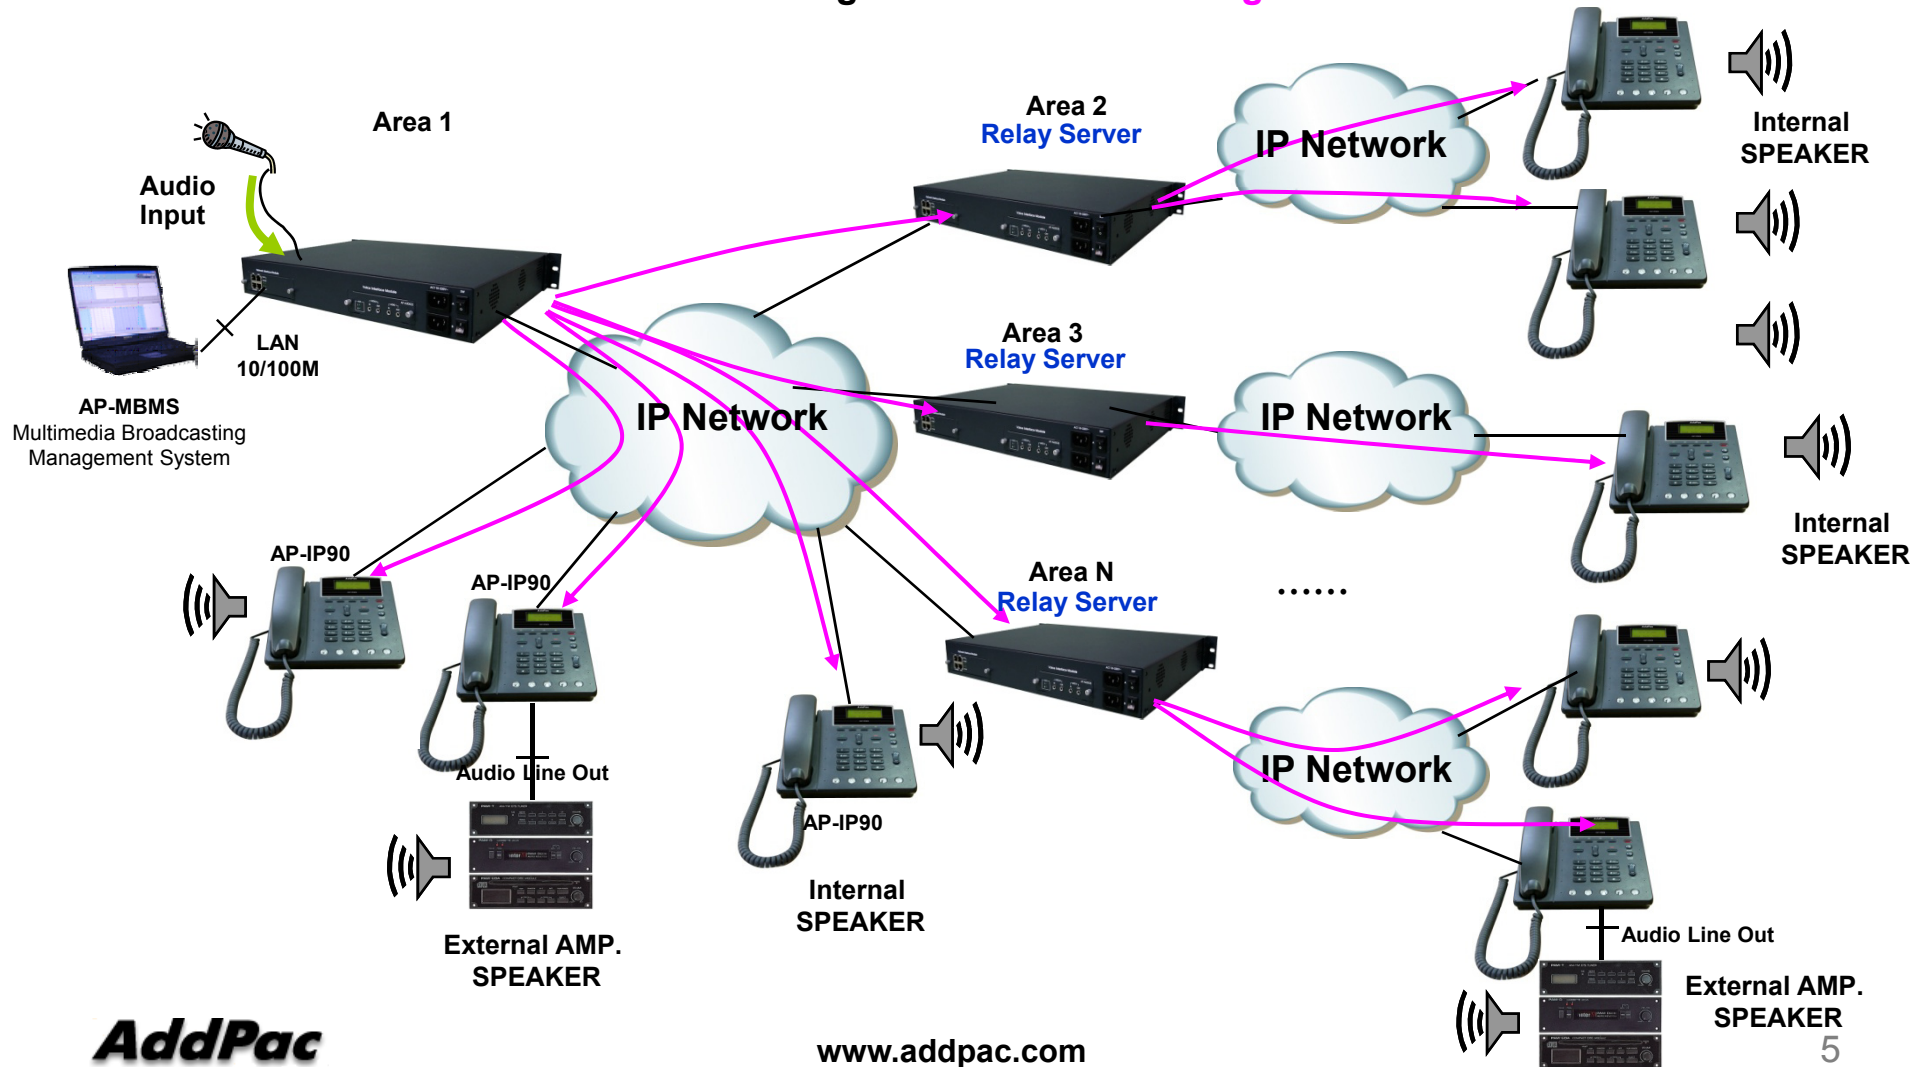 Area 1
Audio
Input
LAN
10/100M
AP-MBMS
Multimedia Broadcasting
Management System
IP Network
Area 2
Relay Server
IP Network
Internal
SPEAKER
Area 3
Relay Server
IP Network
Internal
SPEAKER
Area N
Relay Server
......
IP Network
AP-IP90
AP-IP90
Audio Line Out
External AMP.
SPEAKER
AP-IP90
Internal
SPEAKER
Audio Line Out
External AMP.
SPEAKER
AddPac
www.addpac.com
5